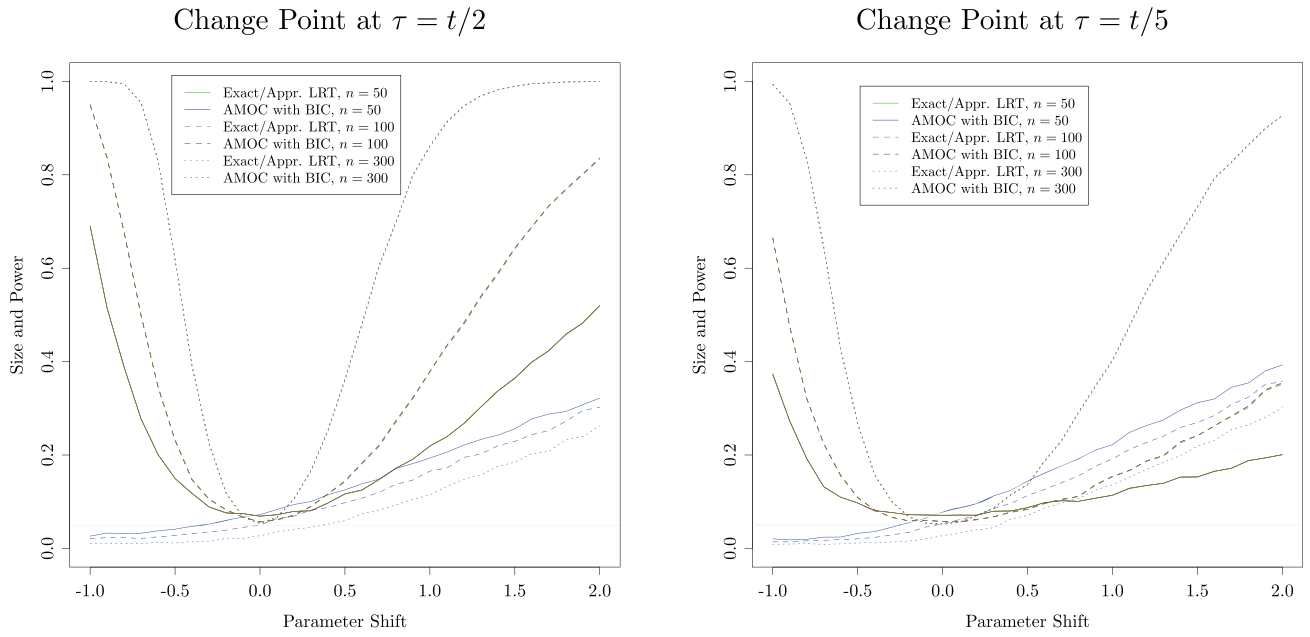 Change Point at τ = t/2
Exact/Appr. LRT, n = 50
AMOC with BIC, n = 50
Exact/Appr. LRT, n = 100
AMOC with BIC, n = 100
Exact/Appr. LRT, n = 300
AMOC with BIC, n = 300
Size and Power
1.0
0.8
0.6
0.4
0.2
0.0
-1.0 -0.5 0.0 0.5 1.0 1.5 2.0
Parameter Shift
Change Point at τ = t/5
Exact/Appr. LRT, n = 50
AMOC with BIC, n = 50
Exact/Appr. LRT, n = 100
AMOC with BIC, n = 100
Exact/Appr. LRT, n = 300
AMOC with BIC, n = 300
Size and Power
1.0
0.8
0.6
0.4
0.2
0.0
-1.0 -0.5 0.0 0.5 1.0 1.5 2.0
Parameter Shift